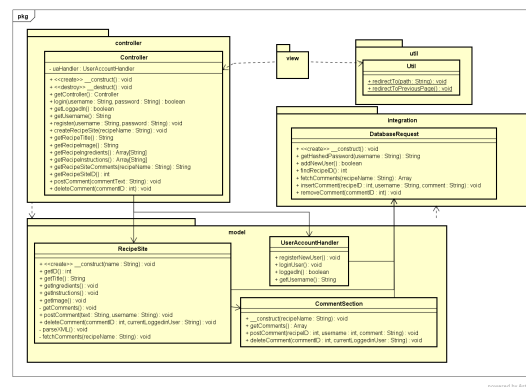 pkg
controller
Controller
- uaHandler : UserAccountHandler
+ <<create>> __construct() : void
+ <<destroy>> __destruct() : void
+ getController() : Controller
+ login(username : String, password : String) : boolean
+ getLoggedIn() : boolean
+ getUsername() : String
+ register(username : String, password : String) : void
+ createRecipeSite(recipeName : String) : void
+ getRecipeTitle() : String
+ getRecipeImage() : String
+ getRecipeIngredients() : Array[String]
+ getRecipeInstructions() : Array[String]
+ getRecipeSiteComments(recipeName : String) : String
+ getRecipeSiteID() : int
+ postComment(commentText : String) : void
+ deleteComment(commentID : int) : void
view
util
Util
+ redirectTo(path : String) : void
+ redirectToPreviousPage() : void
integration
DatabaseRequest
+ <<create>> __construct() : void
+ getHashedPassword(username : String) : String
+ addNewUser() : boolean
+ findRecipeID() : int
+ fetchComments(recipeName : String) : Array
+ insertComment(recipeID : int, username : String, comment : String) : void
+ removeComment(commentID : int) : void
model
RecipeSite
+ <<create>> __construct(name : String) : void
+ getID() : int
+ getTitle() : String
+ getIngredients() : void
+ getInstructions() : void
+ getImage() : void
- getComments() : void
+ postComment(text : String, username : String) : void
+ deleteComment(commentID : int, currentLoggedinUser : String) : void
- parseXML() : void
- fetchComments(recipeName : String) : void
UserAccountHandler
+ registerNewUser() : void
+ loginUser() : void
+ loggedIn() : boolean
+ getUsername() : String
CommentSection
+ __construct(recipeName : String) : void
+ getComments() : Array
+ postComment(recipeID : int, username : int, comment : String) : void
+ deleteComment(commentID : int, currentLoggedinUser : String) : void